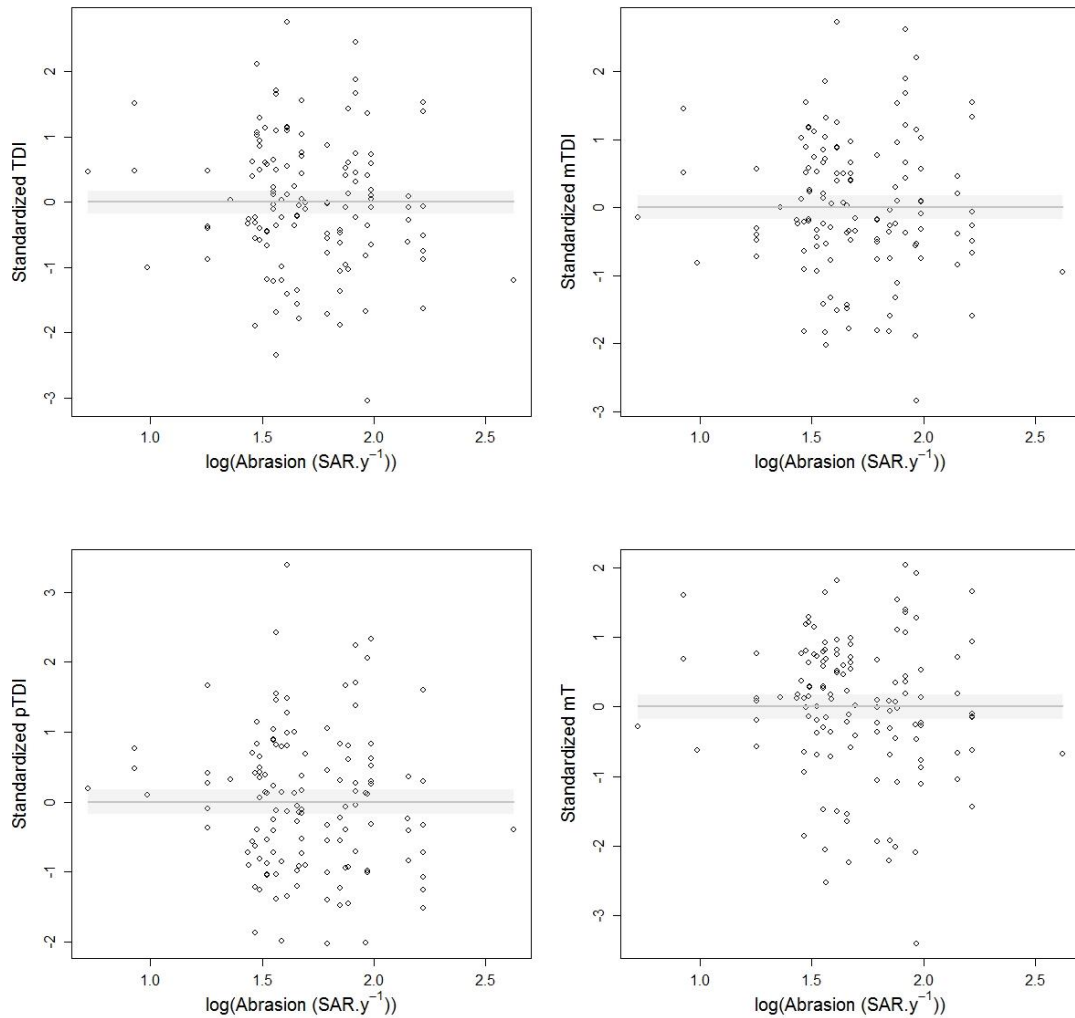 Standardized TDI
2
1
0
-1
-2
-3
1.0 1.5 2.0 2.5
log(Abrasion (SAR.y⁻¹))
Standardized mTDI
2
1
0
-1
-2
-3
1.0 1.5 2.0 2.5
log(Abrasion (SAR.y⁻¹))
Standardized pTDI
3
2
1
0
-1
-2
1.0 1.5 2.0 2.5
log(Abrasion (SAR.y⁻¹))
Standardized mT
2
1
0
-1
-2
-3
1.0 1.5 2.0 2.5
log(Abrasion (SAR.y⁻¹))